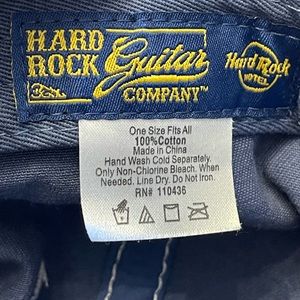 HARD
ROCK
Guitar
COMPANY™
Hard Rock
HOTEL
One Size Fits All
100%Cotton
Made in China
Hand Wash Cold Separately.
Only Non-Chlorine Bleach. When
Needed. Line Dry. Do Not Iron.
RN# 110436